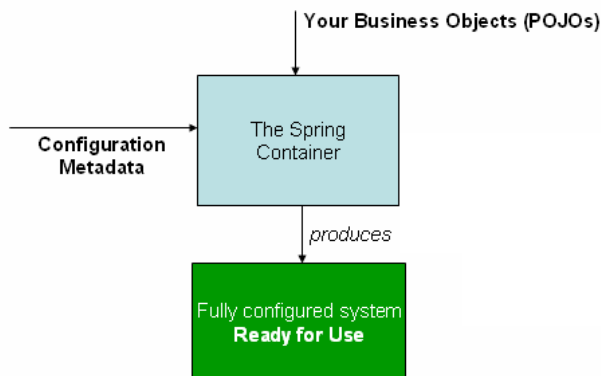 Your Business Objects (POJOs)
The Spring
Container
Configuration
Metadata
produces
Fully configured system
Ready for Use